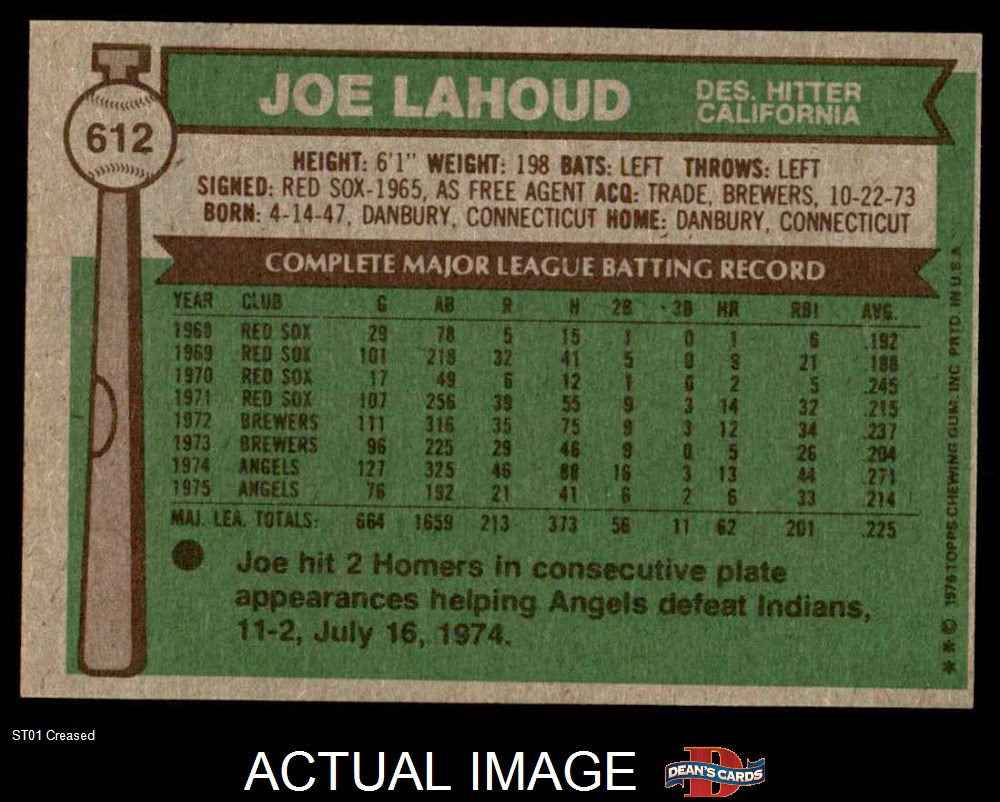 612
JOE LAHOUD
DES. HITTER
CALIFORNIA
HEIGHT: 6'1" WEIGHT: 198 BATS: LEFT THROWS: LEFT
SIGNED: RED SOX-1965, AS FREE AGENT ACQ: TRADE, BREWERS, 10-22-73
BORN: 4-14-47, DANBURY, CONNECTICUT HOME: DANBURY, CONNECTICUT
COMPLETE MAJOR LEAGUE BATTING RECORD
YEAR CLUB G AB R H 2B 3B HR RBI AVG.
1968 RED SOX 29 78 5 15 1 0 1 6 .192
1969 RED SOX 101 218 32 41 5 0 9 21 .188
1970 RED SOX 17 49 6 12 1 0 2 5 .245
1971 RED SOX 107 256 39 55 9 3 14 32 .215
1972 BREWERS 111 316 35 75 9 3 12 34 .237
1973 BREWERS 96 225 29 46 9 0 5 26 .204
1974 ANGELS 127 325 46 88 16 3 13 44 .271
1975 ANGELS 76 192 21 41 6 2 6 33 .214
MAJ. LEA. TOTALS: 664 1659 213 373 56 11 62 201 .225
Joe hit 2 Homers in consecutive plate
appearances helping Angels defeat Indians,
11-2, July 16, 1974.
** © 1976 TOPPS CHEWING GUM, INC PRTD. IN U.S.A.
ST01 Creased
ACTUAL IMAGE
DEAN'S CARDS